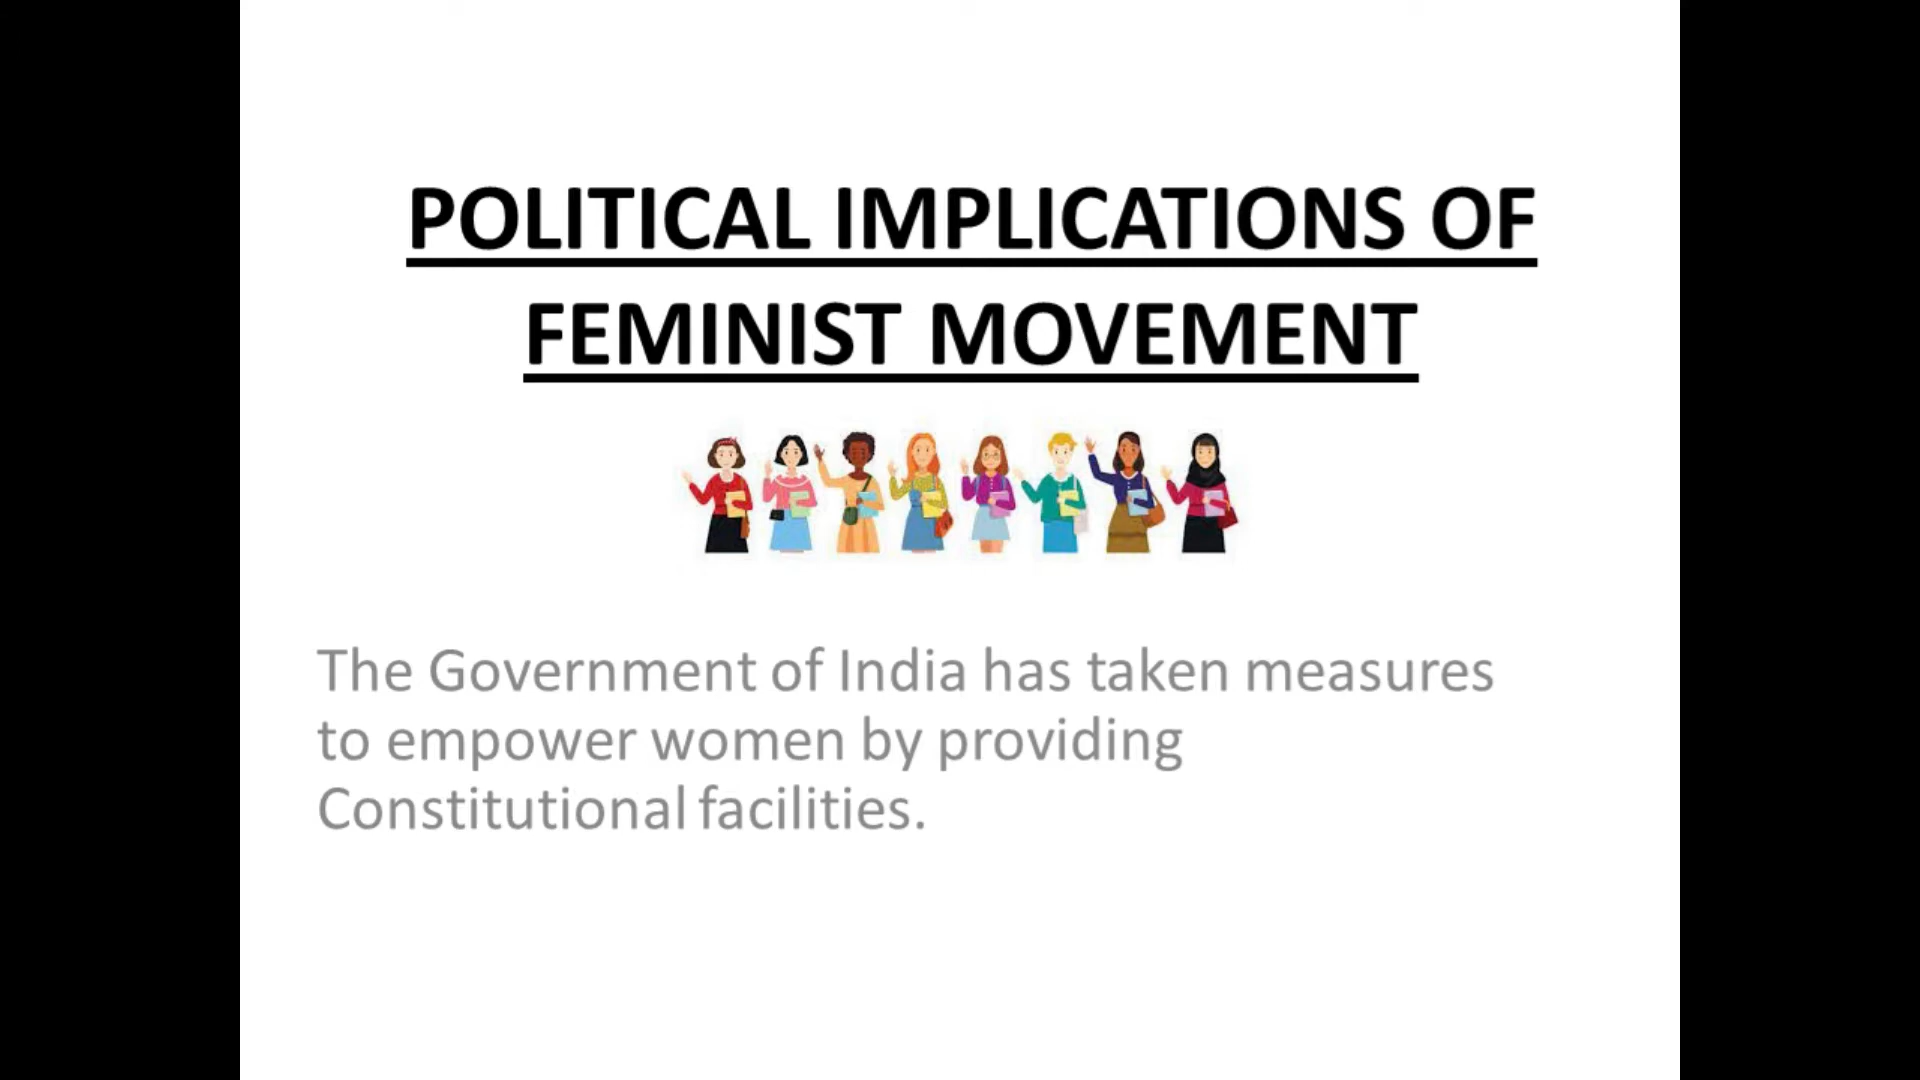 POLITICAL IMPLICATIONS OF
FEMINIST MOVEMENT
The Government of India has taken measures
to empower women by providing
Constitutional facilities.